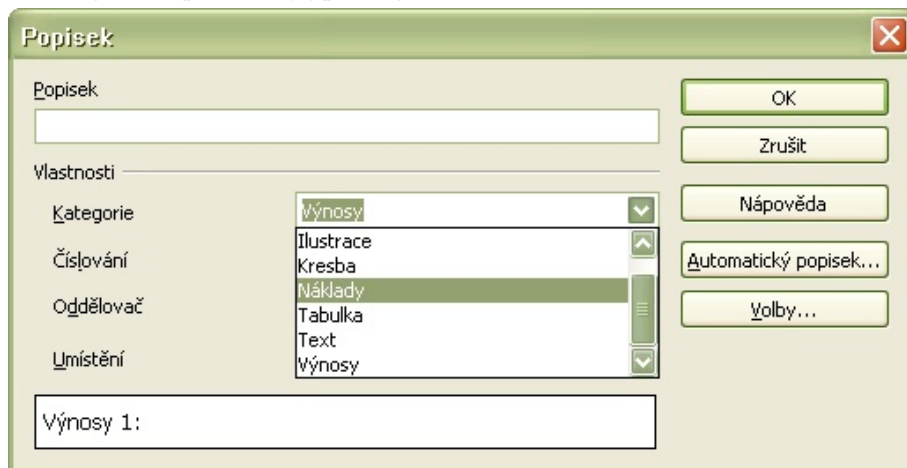 Popisek
Popisek
OK
Zrušit
Vlastnosti
Kategorie
Výnosy
Nápověda
Ilustrace
Číslování
Kresba
Automatický popisek...
Náklady
Oddělovač
Tabulka
Volby...
Text
Umístění
Výnosy
Výnosy 1: